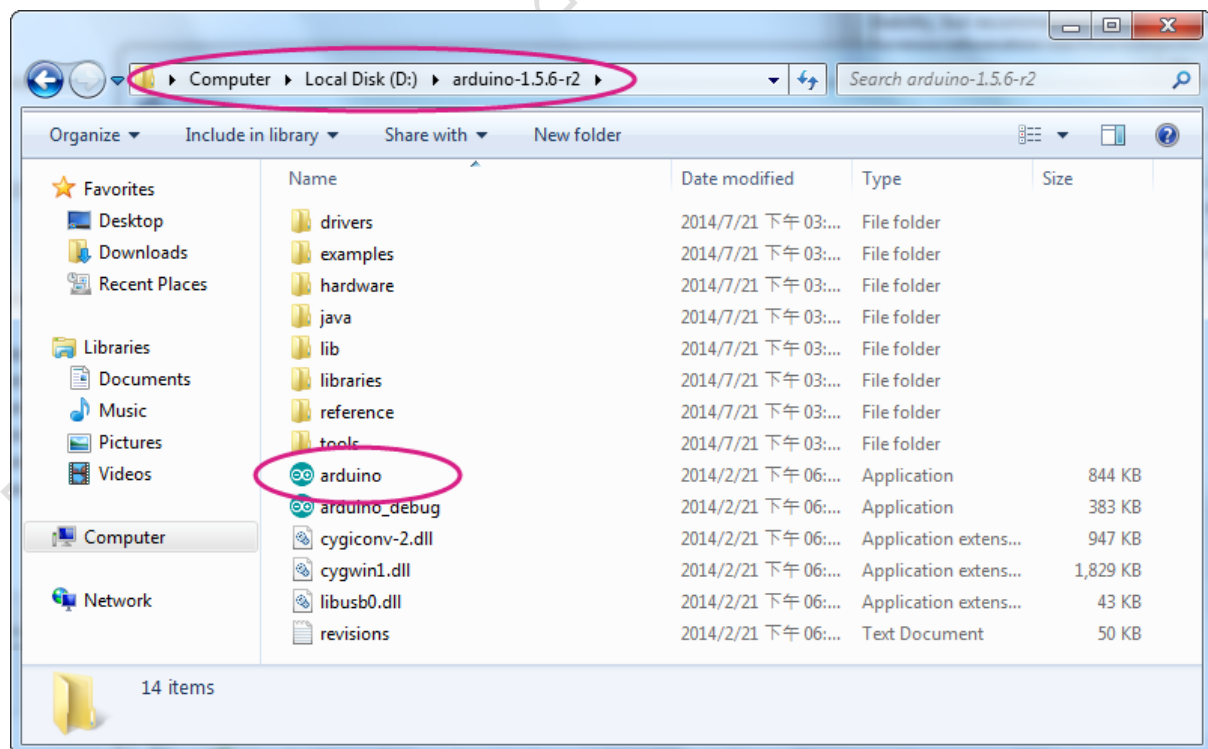 Computer ▸ Local Disk (D:) ▸ arduino-1.5.6-r2 ▸
Search arduino-1.5.6-r2
Organize Include in library Share with New folder
Favorites
Desktop
Downloads
Recent Places
Libraries
Documents
Music
Pictures
Videos
Computer
Network
Name Date modified Type Size
drivers 2014/7/21 下午 03:... File folder
examples 2014/7/21 下午 03:... File folder
hardware 2014/7/21 下午 03:... File folder
java 2014/7/21 下午 03:... File folder
lib 2014/7/21 下午 03:... File folder
libraries 2014/7/21 下午 03:... File folder
reference 2014/7/21 下午 03:... File folder
tools 2014/7/21 下午 03:... File folder
arduino 2014/2/21 下午 06:... Application 844 KB
arduino_debug 2014/2/21 下午 06:... Application 383 KB
cygiconv-2.dll 2014/2/21 下午 06:... Application extens... 947 KB
cygwin1.dll 2014/2/21 下午 06:... Application extens... 1,829 KB
libusb0.dll 2014/2/21 下午 06:... Application extens... 43 KB
revisions 2014/2/21 下午 06:... Text Document 50 KB
14 items